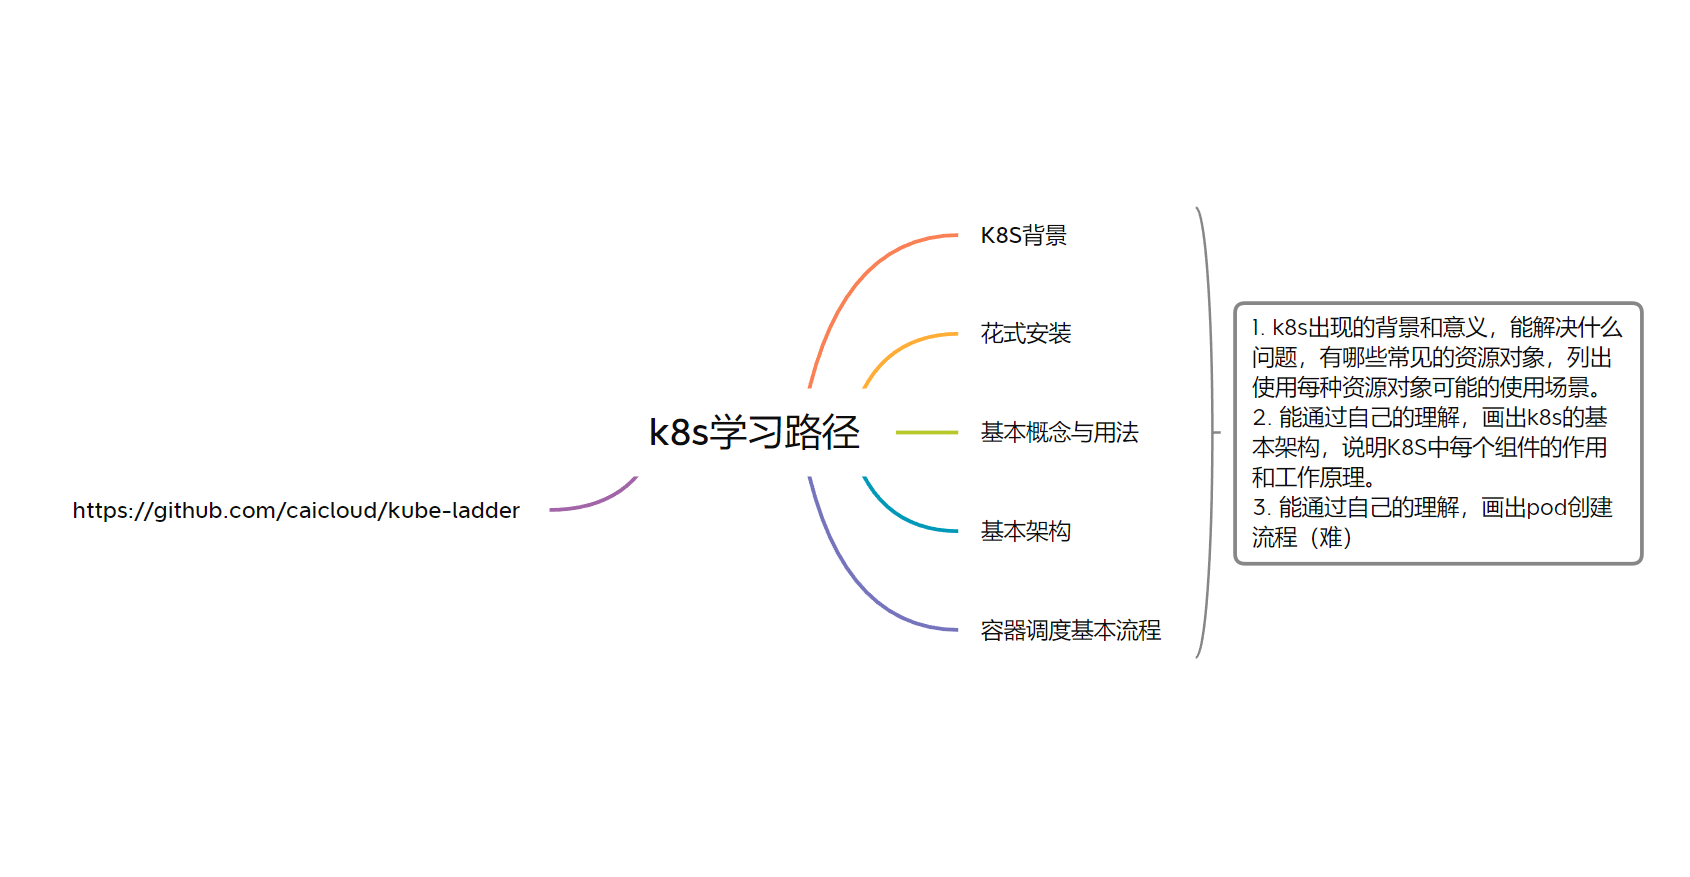 K8S背景
花式安装
k8s学习路径
基本概念与用法
https://github.com/caicloud/kube-ladder
基本架构
容器调度基本流程
1. k8s出现的背景和意义，能解决什么
问题，有哪些常见的资源对象，列出
使用每种资源对象可能的使用场景。
2. 能通过自己的理解，画出k8s的基
本架构，说明K8S中每个组件的作用
和工作原理。
3. 能通过自己的理解，画出pod创建
流程（难）